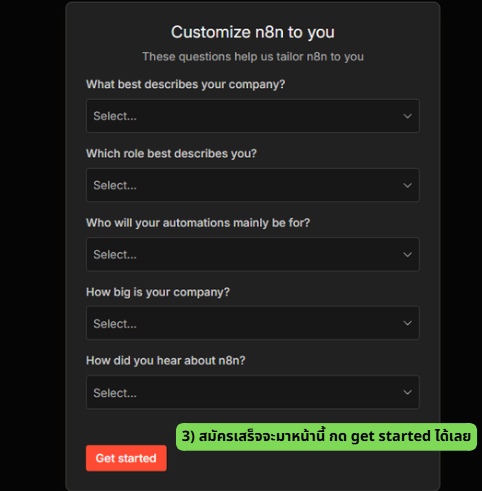 Customize n8n to you
These questions help us tailor n8n to you
What best describes your company?
Select...
Which role best describes you?
Select...
Who will your automations mainly be for?
Select...
How big is your company?
Select...
How did you hear about n8n?
Select...
3) สมัครเสร็จจะมาหน้านี้ กด get started ได้เลย
Get started